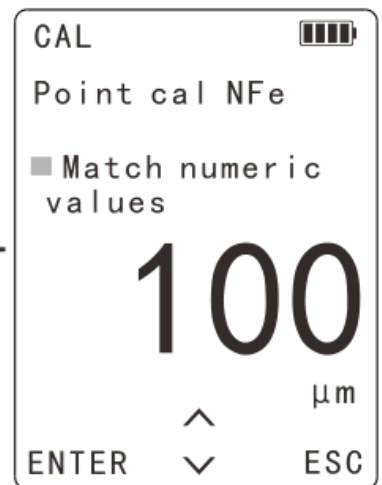 CAL
Point cal NFe
Match numeric
values
100
μm
ENTER ESC